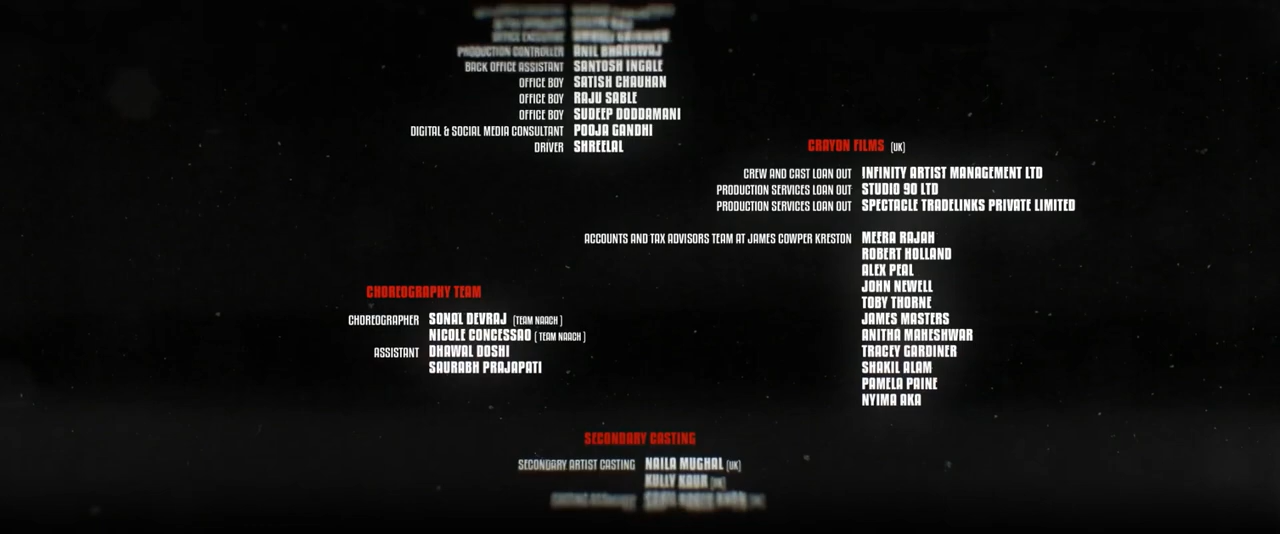 PRODUCTION CONTROLLER ANIL BHARDWAJ
BACK OFFICE ASSISTANT SANTOSH INGALE
OFFICE BOY SATISH CHAUHAN
OFFICE BOY RAJU SABLE
OFFICE BOY SUDEEP DODDAMANI
DIGITAL & SOCIAL MEDIA CONSULTANT POOJA GANDHI
DRIVER SHREELAL
CRAYON FILMS (UK)
CREW AND CAST LOAN OUT INFINITY ARTIST MANAGEMENT LTD
PRODUCTION SERVICES LOAN OUT STUDIO 90 LTD
PRODUCTION SERVICES LOAN OUT SPECTACLE TRADELINKS PRIVATE LIMITED
ACCOUNTS AND TAX ADVISORS TEAM AT JAMES COWPER KRESTON MEERA RAJAH
ROBERT HOLLAND
ALEX PEAL
JOHN NEWELL
TOBY THORNE
JAMES MASTERS
ANITHA MAHESHWAR
TRACEY GARDINER
SHAKIL ALAM
PAMELA PAINE
NYIMA AKA
CHOREOGRAPHY TEAM
CHOREOGRAPHER SONAL DEVRAJ (TEAM NAACH )
NICOLE CONCESSAO ( TEAM NAACH )
ASSISTANT DHAWAL DOSHI
SAURABH PRAJAPATI
SECONDARY CASTING
SECONDARY ARTIST CASTING NAILA MUGHAL (UK)
KULLY KAUR (UK)